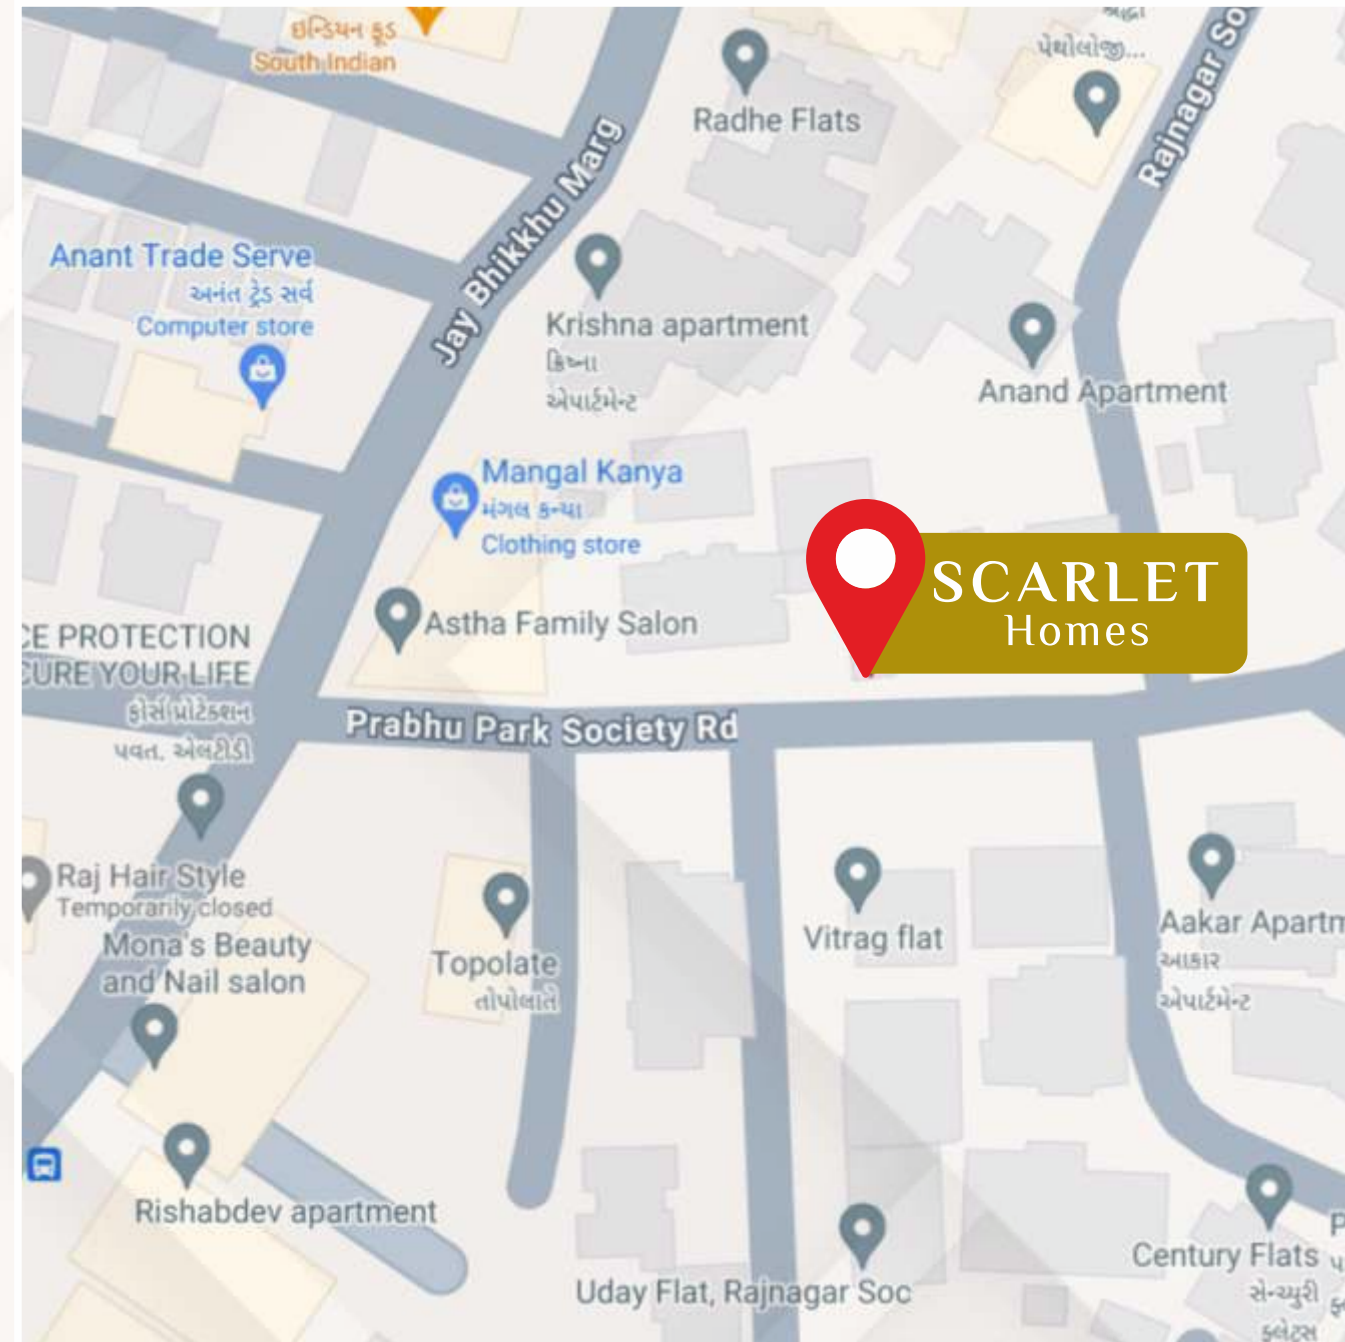 ઇન્ડિયન ફૂડ
South Indian
પેથોલોજી...
Rajnagar So
Radhe Flats
Jay Bhikkhu Marg
Anant Trade Serve
અનંત ટ્રેડ સર્વ
Computer store
Krishna apartment
ક્રિષ્ના
એપાર્ટમેન્ટ
Anand Apartment
Mangal Kanya
મંગલ કન્યા
Clothing store
SCARLET
Homes
Astha Family Salon
CE PROTECTION
CURE YOUR LIFE
ફોર્સ પ્રોટેક્શન
પવત. એલટીડી
Prabhu Park Society Rd
Raj Hair Style
Temporarily closed
Mona's Beauty
and Nail salon
Topolate
તોપોલાતે
Vitrag flat
Aakar Apartm
આકાર
એપાર્ટમેન્ટ
Rishabdev apartment
Uday Flat, Rajnagar Soc
Century Flats
સેન્ચ્યુરી
ફ્લેટ્સ
P